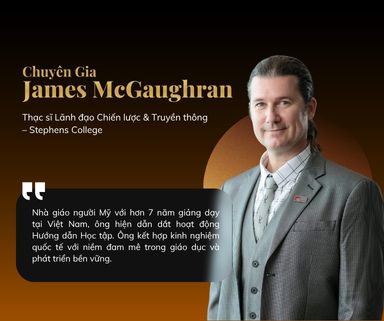 Chuyên Gia
James McGaughran
Thạc sĩ Lãnh đạo Chiến lược & Truyền thông
– Stephens College
Nhà giáo người Mỹ với hơn 7 năm giảng dạy
tại Việt Nam, ông hiện dẫn dắt hoạt động
Hướng dẫn Học tập. Ông kết hợp kinh nghiệm
quốc tế với niềm đam mê trong giáo dục và
phát triển bền vững.